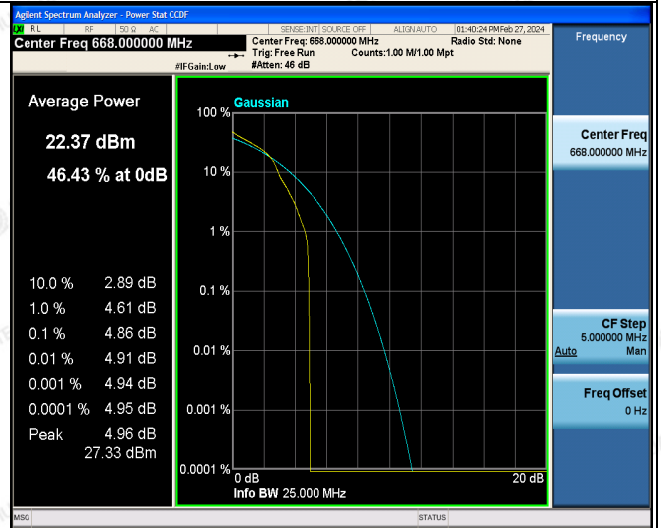 Agilent Spectrum Analyzer - Power Stat CCDF
LXI RL RF 50 Ω AC SENSE:INT SOURCE OFF ALIGN AUTO 01:40:24 PM Feb 27, 2024
Center Freq 668.000000 MHz
Center Freq: 668.000000 MHz Radio Std: None
Trig: Free Run Counts:1.00 M/1.00 Mpt
#IFGain:Low #Atten: 46 dB
Frequency
Average Power
22.37 dBm
46.43 % at 0dB
10.0 % 2.89 dB
1.0 % 4.61 dB
0.1 % 4.86 dB
0.01 % 4.91 dB
0.001 % 4.94 dB
0.0001 % 4.95 dB
Peak 4.96 dB
27.33 dBm
Gaussian
100 %
10 %
1 %
0.1 %
0.01 %
0.001 %
0.0001 %
0 dB 20 dB
Info BW 25.000 MHz
Center Freq
668.000000 MHz
CF Step
5.000000 MHz
Auto Man
Freq Offset
0 Hz
MSG STATUS